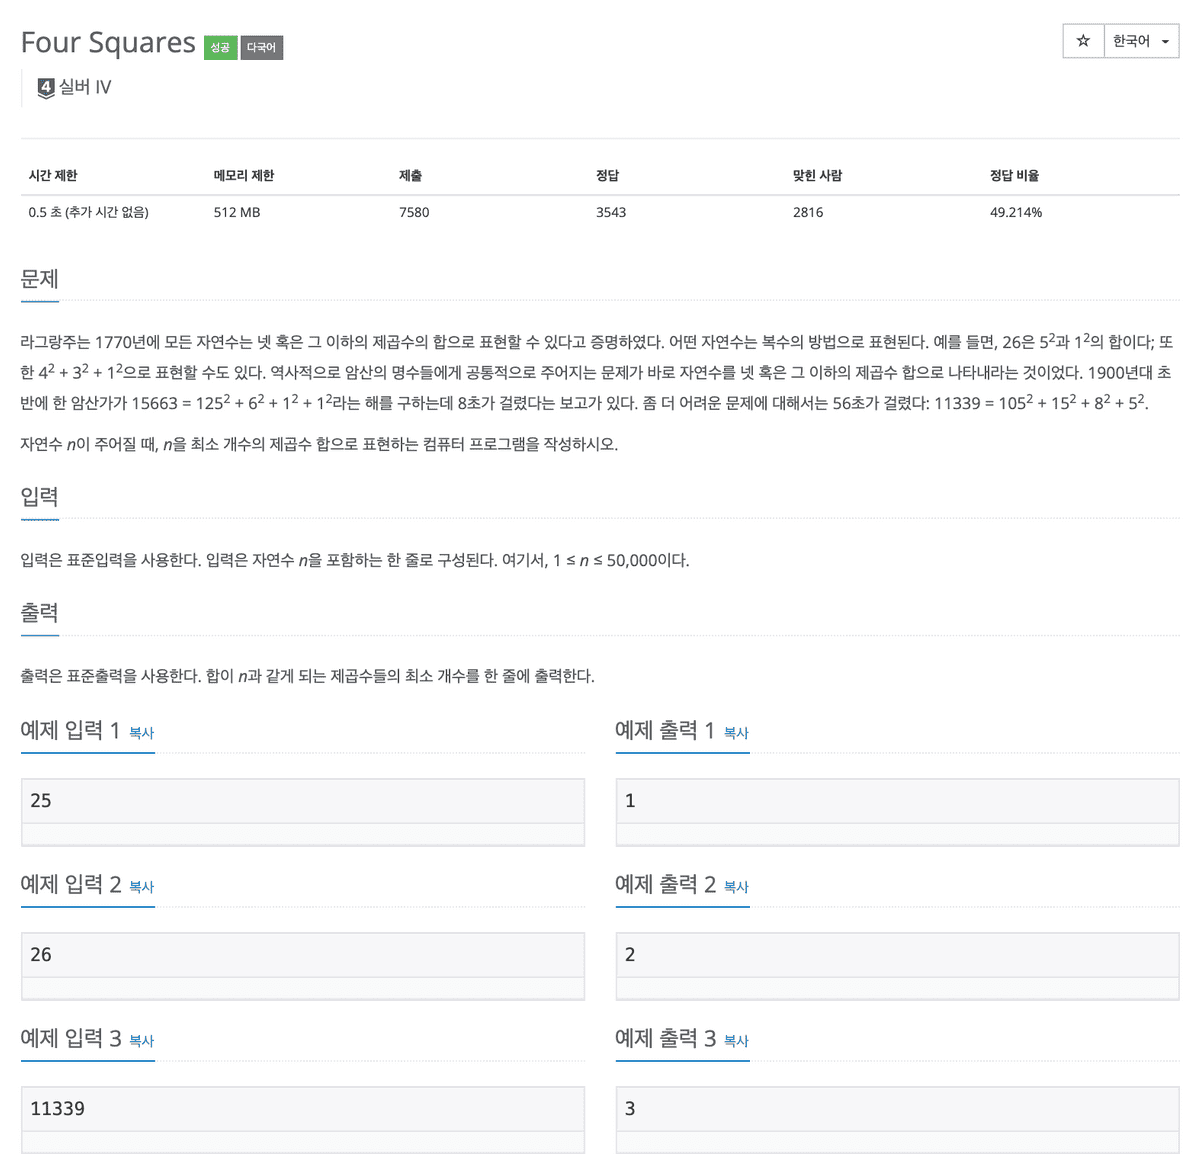 Four Squares 성공 다국어
☆ 한국어
4 실버 IV
시간 제한 메모리 제한 제출 정답 맞힌 사람 정답 비율
0.5 초 (추가 시간 없음) 512 MB 7580 3543 2816 49.214%
문제
라그랑주는 1770년에 모든 자연수는 넷 혹은 그 이하의 제곱수의 합으로 표현할 수 있다고 증명하였다. 어떤 자연수는 복수의 방법으로 표현된다. 예를 들면, 26은 5²과 1²의 합이다; 또
한 4² + 3² + 1²으로 표현할 수도 있다. 역사적으로 암산의 명수들에게 공통적으로 주어지는 문제가 바로 자연수를 넷 혹은 그 이하의 제곱수 합으로 나타내라는 것이었다. 1900년대 초
반에 한 암산가가 15663 = 125² + 6² + 1² + 1²라는 해를 구하는데 8초가 걸렸다는 보고가 있다. 좀 더 어려운 문제에 대해서는 56초가 걸렸다: 11339 = 105² + 15² + 8² + 5².
자연수 n이 주어질 때, n을 최소 개수의 제곱수 합으로 표현하는 컴퓨터 프로그램을 작성하시오.
입력
입력은 표준입력을 사용한다. 입력은 자연수 n을 포함하는 한 줄로 구성된다. 여기서, 1 ≤ n ≤ 50,000이다.
출력
출력은 표준출력을 사용한다. 합이 n과 같게 되는 제곱수들의 최소 개수를 한 줄에 출력한다.
예제 입력 1 복사
25
예제 출력 1 복사
1
예제 입력 2 복사
26
예제 출력 2 복사
2
예제 입력 3 복사
11339
예제 출력 3 복사
3